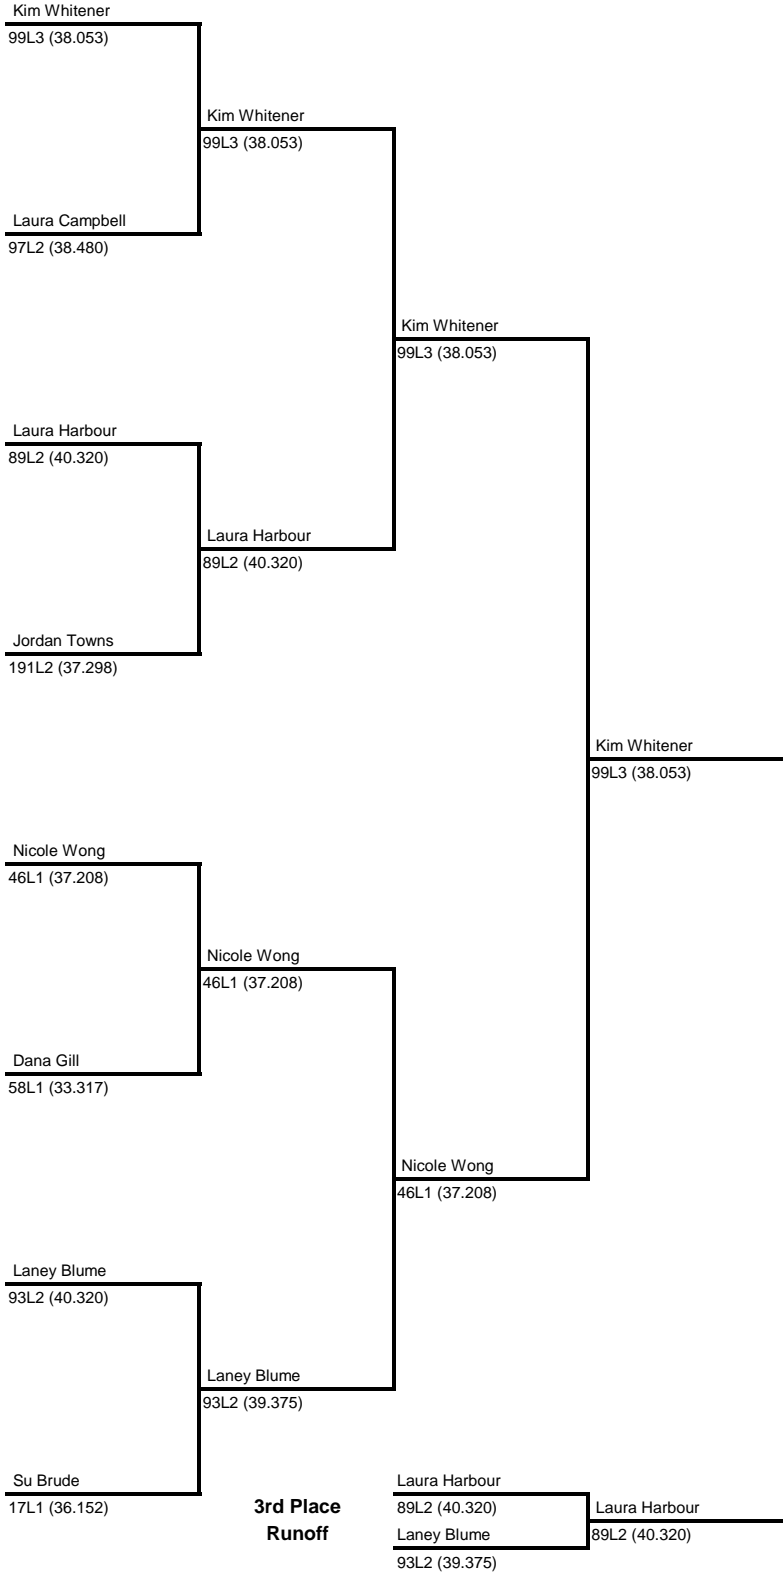 Kim Whitener
99L3 (38.053)
Kim Whitener
99L3 (38.053)
Laura Campbell
97L2 (38.480)
Kim Whitener
99L3 (38.053)
Laura Harbour
89L2 (40.320)
Laura Harbour
89L2 (40.320)
Jordan Towns
191L2 (37.298)
Kim Whitener
99L3 (38.053)
Nicole Wong
46L1 (37.208)
Nicole Wong
46L1 (37.208)
Dana Gill
58L1 (33.317)
Nicole Wong
46L1 (37.208)
Laney Blume
93L2 (40.320)
Laney Blume
93L2 (39.375)
Su Brude
17L1 (36.152)
3rd Place
Runoff
Laura Harbour
89L2 (40.320)
Laney Blume
93L2 (39.375)
Laura Harbour
89L2 (40.320)